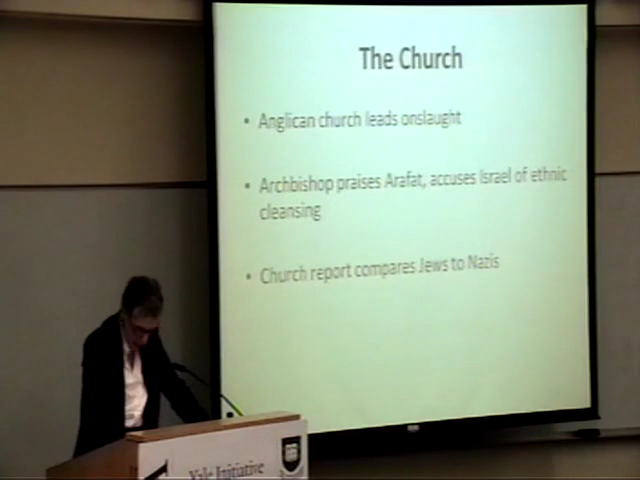 The Church
• Anglican church leads onslaught
• Archbishop praises Arafat, accuses Israel of ethnic
cleansing
• Church report compares Jews to Nazis
Yale Initiative